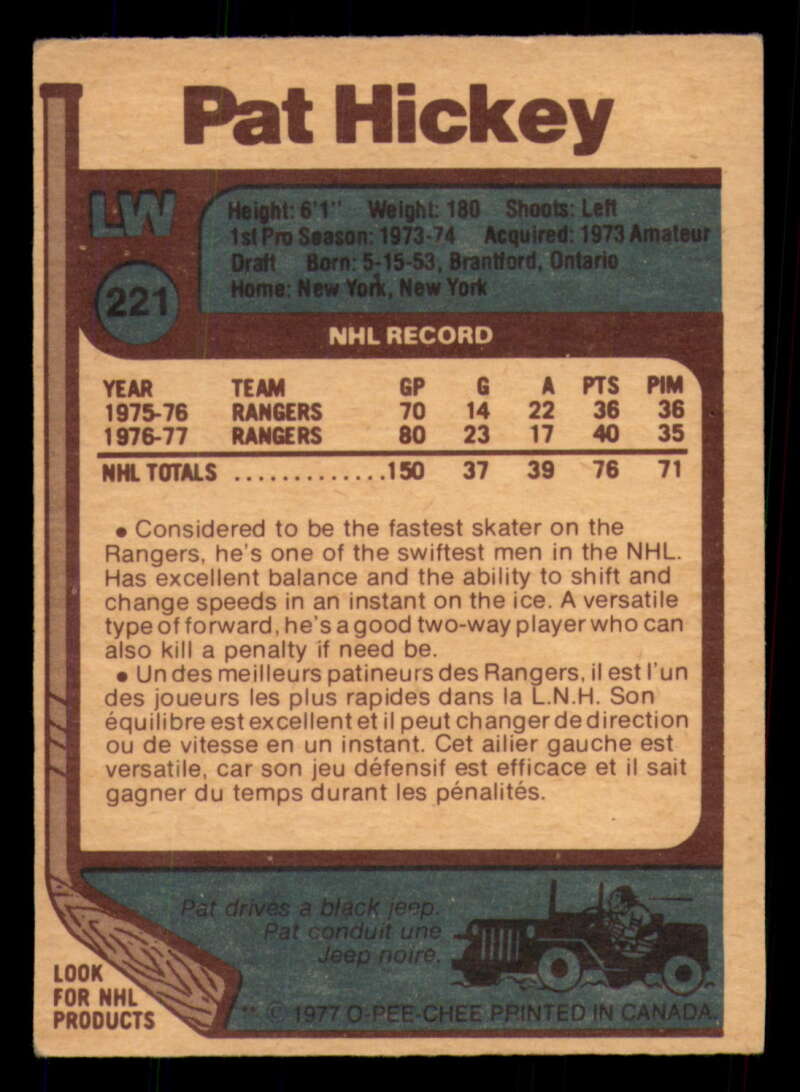 Pat Hickey
LW
221
Height: 6'1" Weight: 180 Shoots: Left
1st Pro Season: 1973-74 Acquired: 1973 Amateur
Draft Born: 5-15-53, Brantford, Ontario
Home: New York, New York
NHL RECORD
YEAR TEAM GP G A PTS PIM
1975-76 RANGERS 70 14 22 36 36
1976-77 RANGERS 80 23 17 40 35
NHL TOTALS .............150 37 39 76 71
• Considered to be the fastest skater on the
Rangers, he's one of the swiftest men in the NHL.
Has excellent balance and the ability to shift and
change speeds in an instant on the ice. A versatile
type of forward, he's a good two-way player who can
also kill a penalty if need be.
• Un des meilleurs patineurs des Rangers, il est l'un
des joueurs les plus rapides dans la L.N.H. Son
équilibre est excellent et il peut changer de direction
ou de vitesse en un instant. Cet ailier gauche est
versatile, car son jeu défensif est efficace et il sait
gagner du temps durant les pénalités.
Pat drives a black jeep.
Pat conduit une
Jeep noire.
LOOK
FOR NHL
PRODUCTS
** © 1977 O-PEE-CHEE PRINTED IN CANADA.